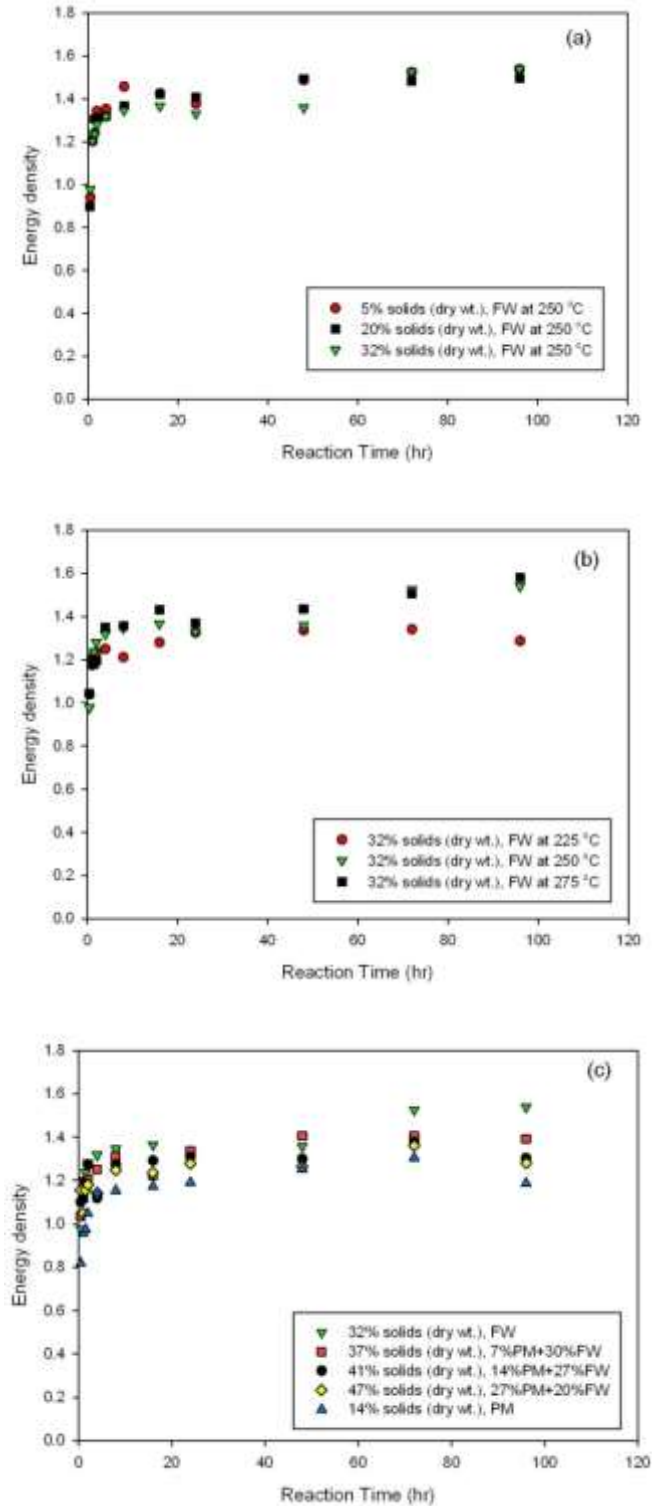 (a)
1.8
1.6
1.4
1.2
1.0
0.8
0.6
0.4
0.2
0.0
Energy density
5% solids (dry wt.), FW at 250 °C
20% solids (dry wt.), FW at 250 °C
32% solids (dry wt.), FW at 250 °C
0 20 40 60 80 100 120
Reaction Time (hr)
(b)
1.8
1.6
1.4
1.2
1.0
0.8
0.6
0.4
0.2
0.0
Energy density
32% solids (dry wt.), FW at 225 °C
32% solids (dry wt.), FW at 250 °C
32% solids (dry wt.), FW at 275 °C
0 20 40 60 80 100 120
Reaction Time (hr)
(c)
1.8
1.6
1.4
1.2
1.0
0.8
0.6
0.4
0.2
0.0
Energy density
32% solids (dry wt.), FW
37% solids (dry wt.), 7%PM+30%FW
41% solids (dry wt.), 14%PM+27%FW
47% solids (dry wt.), 27%PM+20%FW
14% solids (dry wt.), PM
0 20 40 60 80 100 120
Reaction Time (hr)